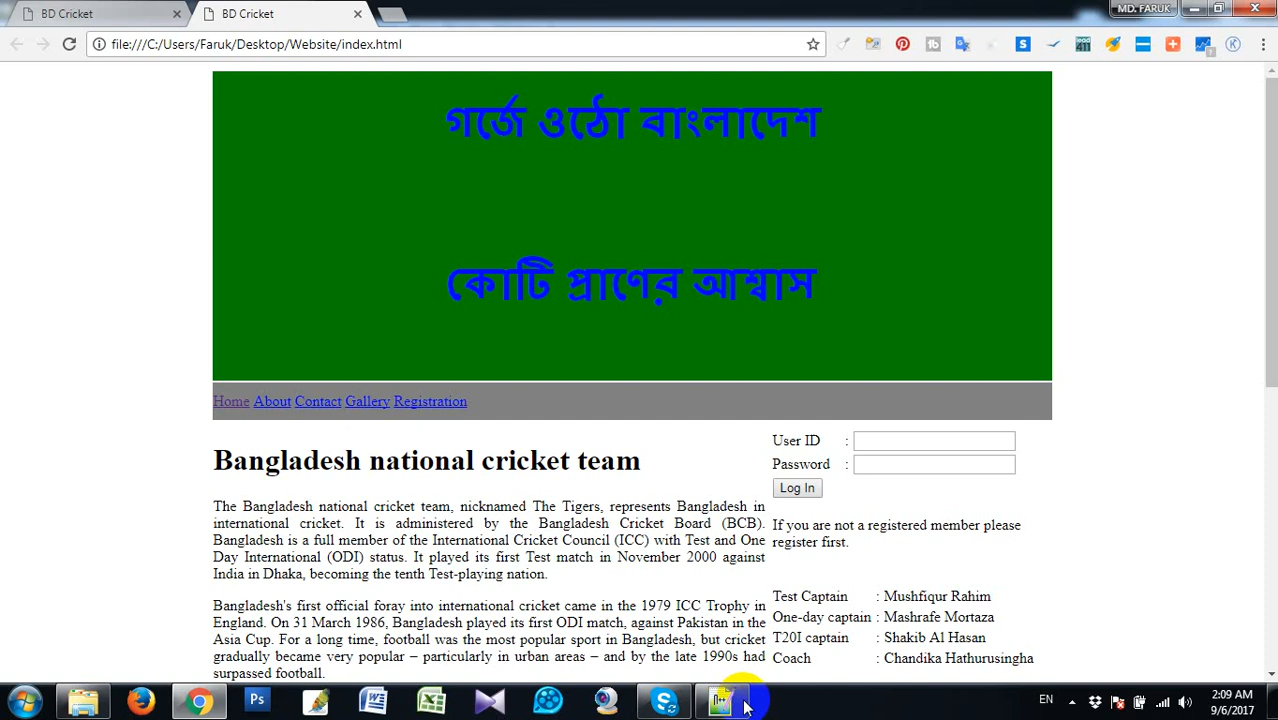 BD Cricket
BD Cricket
MD. FARUK
file:///C:/Users/Faruk/Desktop/Website/index.html
গর্জে ওঠো বাংলাদেশ
কোটি প্রাণের আশ্বাস
Home About Contact Gallery Registration
Bangladesh national cricket team
The Bangladesh national cricket team, nicknamed The Tigers, represents Bangladesh in
international cricket. It is administered by the Bangladesh Cricket Board (BCB).
Bangladesh is a full member of the International Cricket Council (ICC) with Test and One
Day International (ODI) status. It played its first Test match in November 2000 against
India in Dhaka, becoming the tenth Test-playing nation.
Bangladesh's first official foray into international cricket came in the 1979 ICC Trophy in
England. On 31 March 1986, Bangladesh played its first ODI match, against Pakistan in the
Asia Cup. For a long time, football was the most popular sport in Bangladesh, but cricket
gradually became very popular – particularly in urban areas – and by the late 1990s had
surpassed football.
User ID :
Password :
Log In
If you are not a registered member please
register first.
Test Captain : Mushfiqur Rahim
One-day captain : Mashrafe Mortaza
T20I captain : Shakib Al Hasan
Coach : Chandika Hathurusingha
EN
2:09 AM
9/6/2017